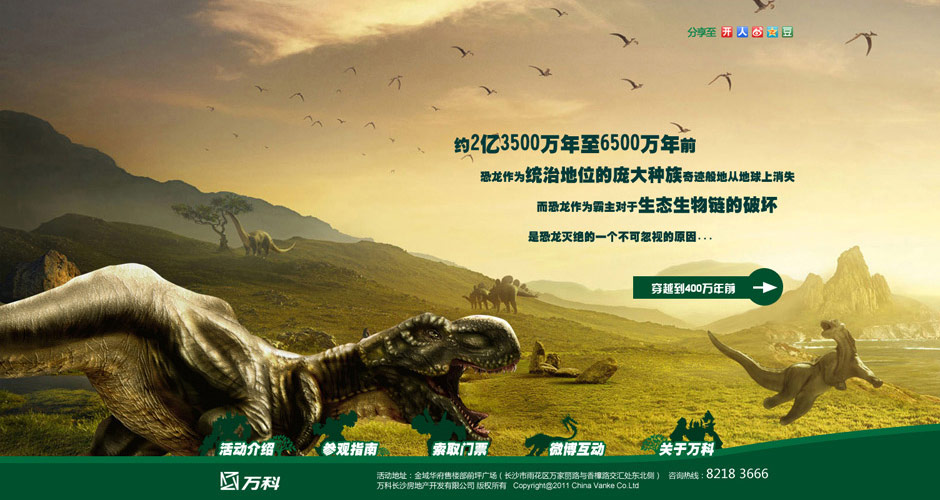 分享至 开 人 豆
约2亿3500万年至6500万年前
恐龙作为统治地位的庞大种族奇迹般地从地球上消失
而恐龙作为霸主对于生态生物链的破坏
是恐龙灭绝的一个不可忽视的原因...
穿越到400万年前
活动介绍 参观指南 索取门票 微博互动 关于万科
万科
活动地址：金域华府售楼部前坪广场（长沙市雨花区万家丽路与香樟路交汇处东北侧） 咨询热线：8218 3666
万科长沙房地产开发有限公司 版权所有 Copyright@2011 China Vanke Co.Ltd